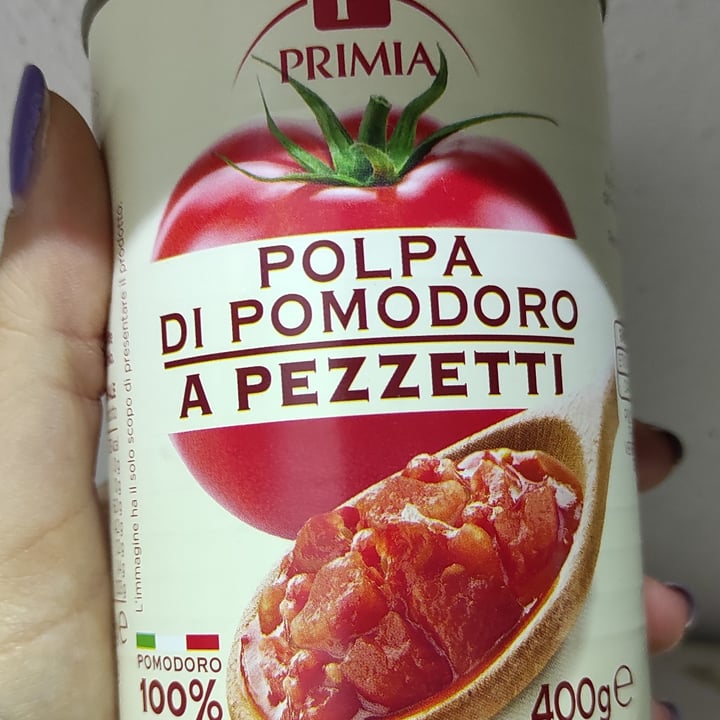 PRIMIA
POLPA
DI POMODORO
A PEZZETTI
L'immagine ha il solo scopo di presentare il prodotto.
POMODORO
100%
400g e